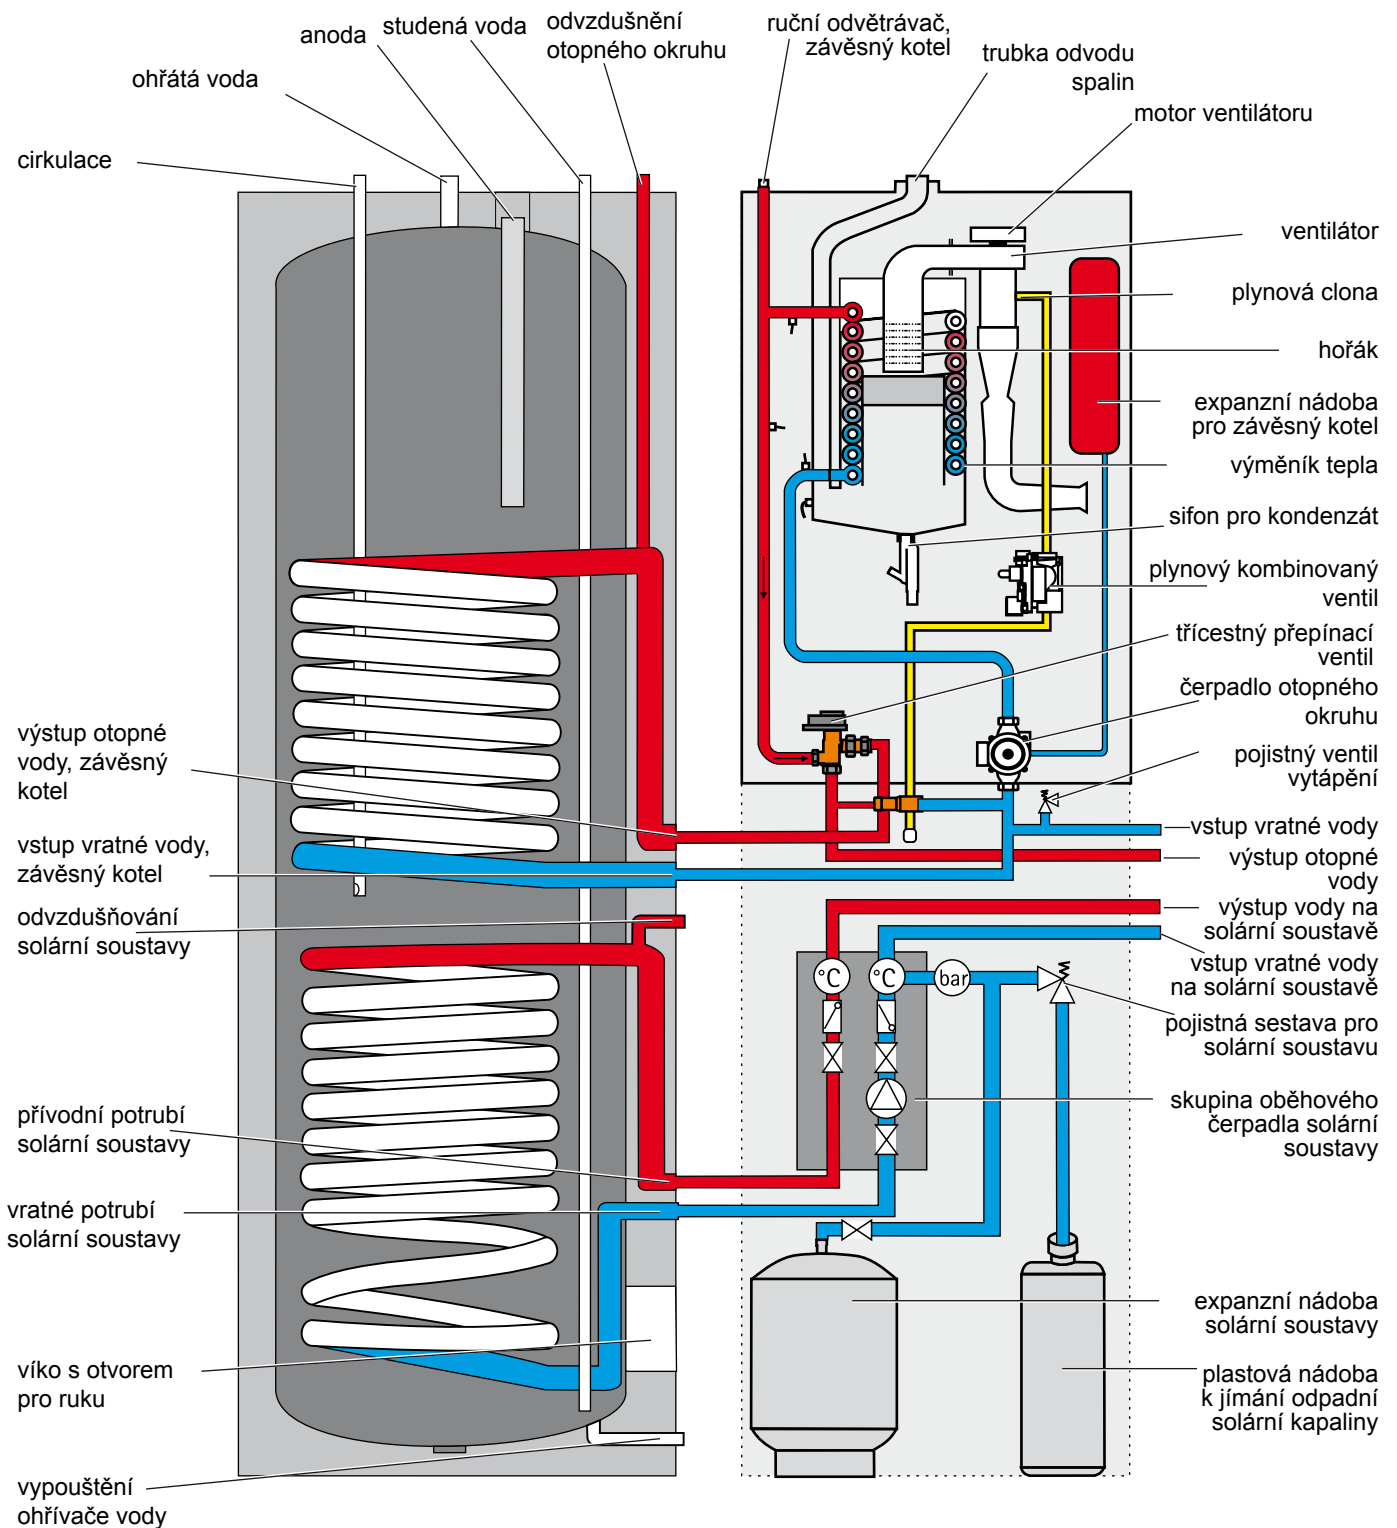 anoda
studená voda
odvzdušnění
otopného okruhu
ruční odvětrávač,
závěsný kotel
trubka odvodu
spalin
ohřátá voda
motor ventilátoru
cirkulace
ventilátor
plynová clona
hořák
expanzní nádoba
pro závěsný kotel
výměník tepla
sifon pro kondenzát
plynový kombinovaný
ventil
třícestný přepínací
ventil
čerpadlo otopného
okruhu
pojistný ventil
vytápění
vstup vratné vody
výstup otopné
vody
výstup vody na
solární soustavě
vstup vratné vody
na solární soustavě
pojistná sestava pro
solární soustavu
skupina oběhového
čerpadla solární
soustavy
expanzní nádoba
solární soustavy
plastová nádoba
k jímání odpadní
solární kapaliny
výstup otopné
vody, závěsný
kotel
vstup vratné vody,
závěsný kotel
odvzdušňování
solární soustavy
přívodní potrubí
solární soustavy
vratné potrubí
solární soustavy
víko s otvorem
pro ruku
vypouštění
ohřívače vody
°C
°C
bar